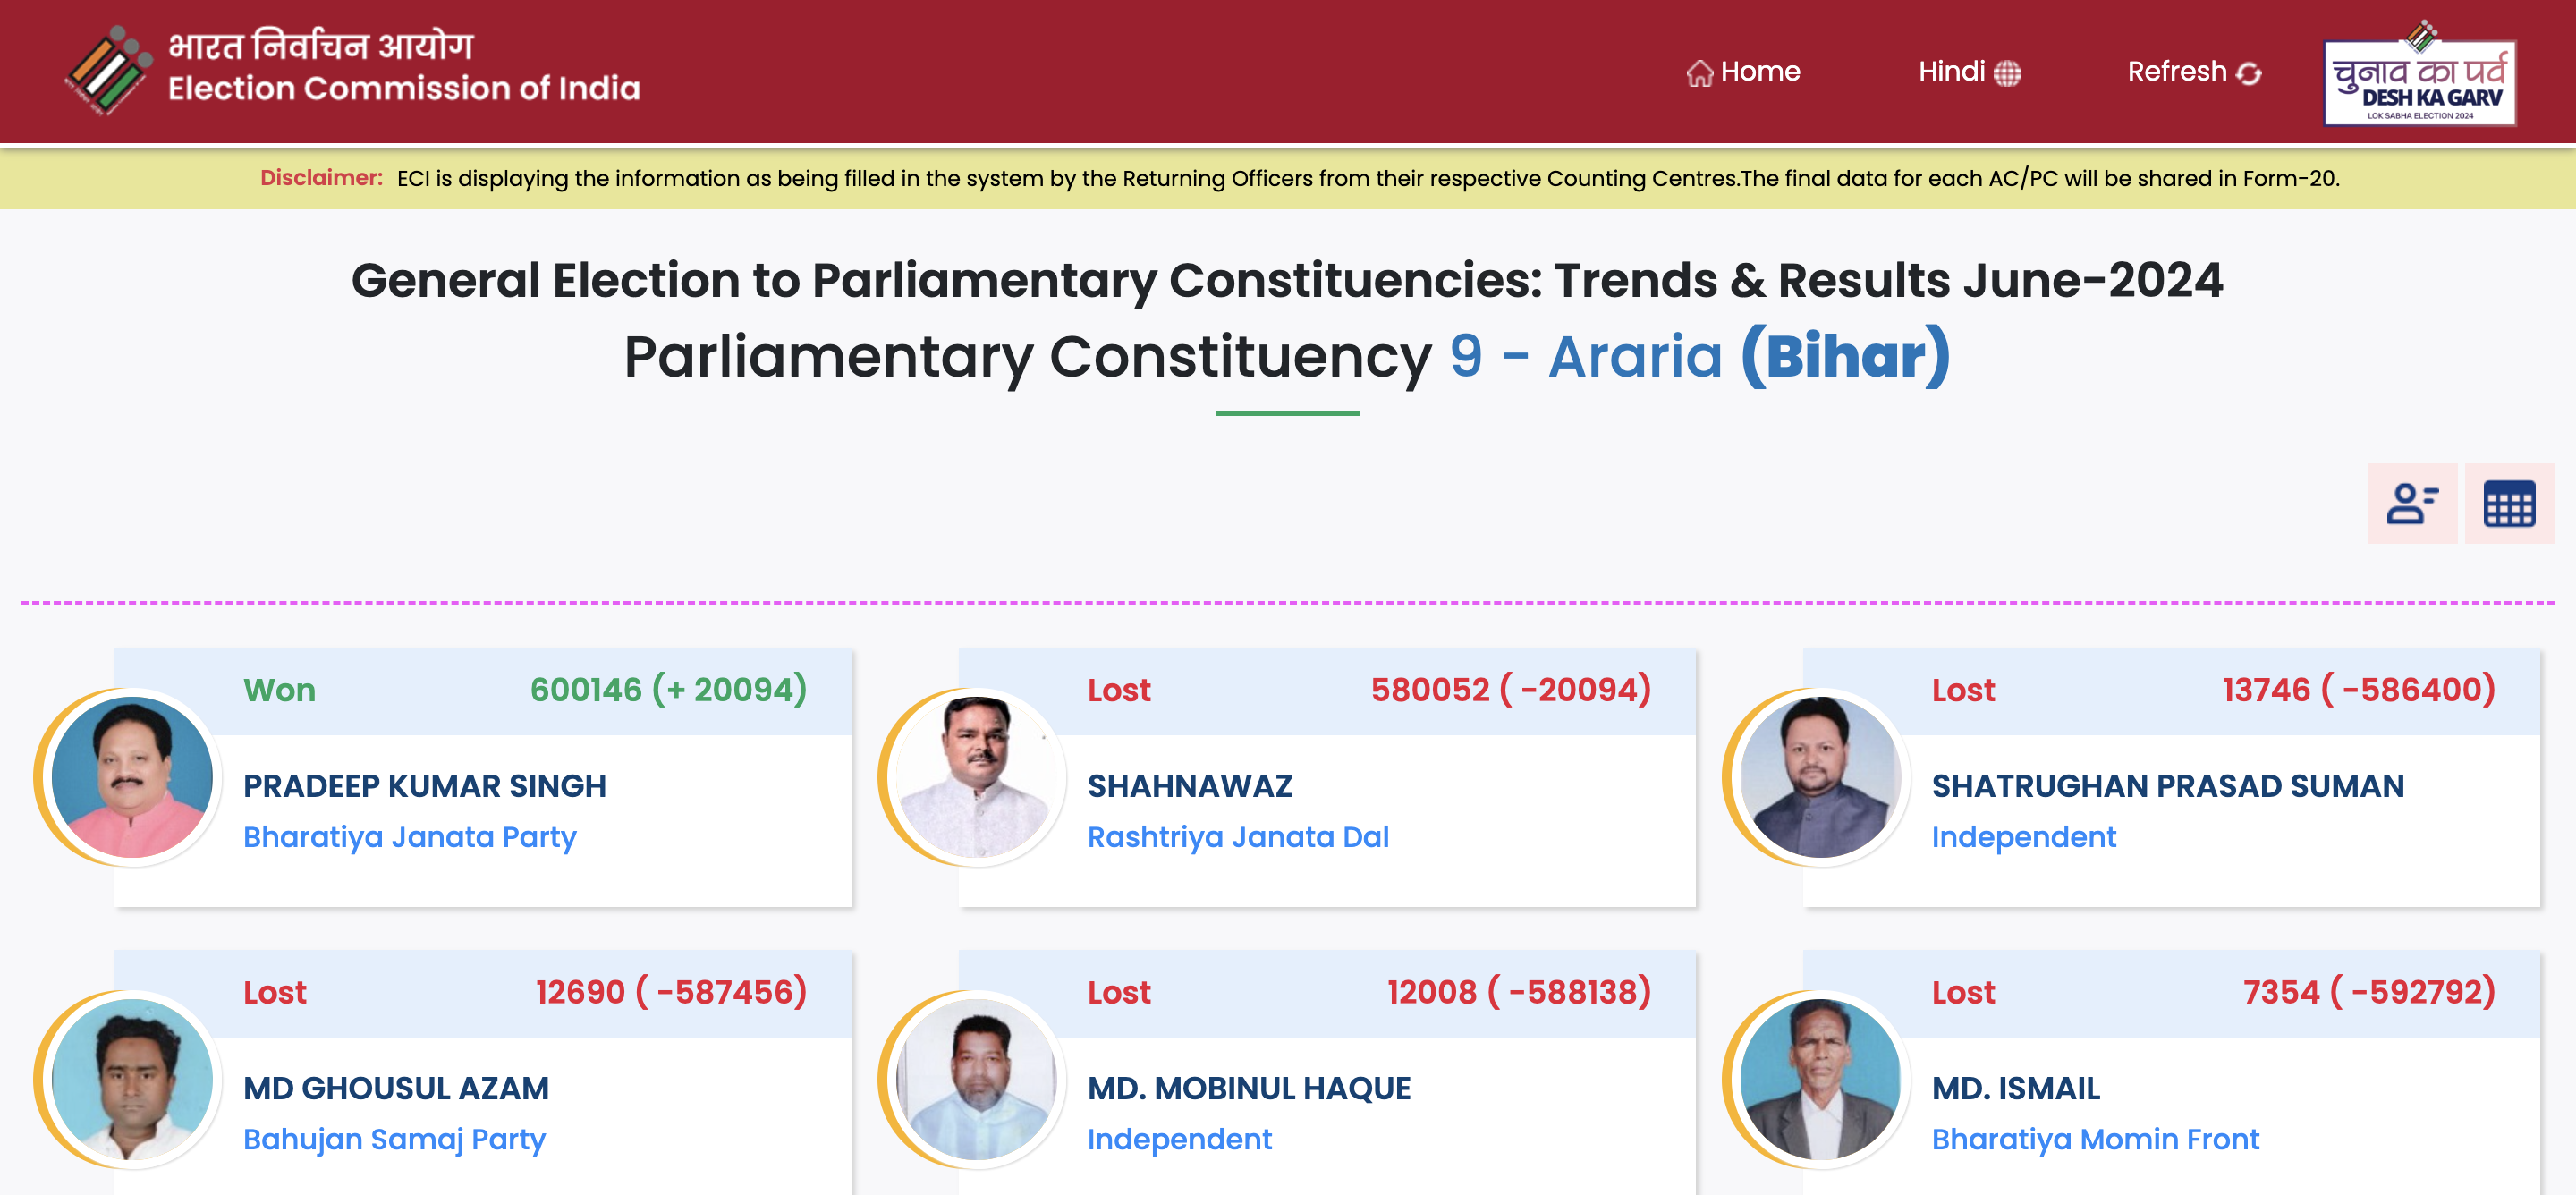 भारत निर्वाचन आयोग
Election Commission of India
Home
Hindi
Refresh
चुनाव का पर्व
DESH KA GARV
LOK SABHA ELECTION 2024
Disclaimer: ECI is displaying the information as being filled in the system by the Returning Officers from their respective Counting Centres.The final data for each AC/PC will be shared in Form-20.
General Election to Parliamentary Constituencies: Trends & Results June-2024
Parliamentary Constituency 9 - Araria (Bihar)
Won 600146 (+ 20094)
PRADEEP KUMAR SINGH
Bharatiya Janata Party
Lost 580052 ( -20094)
SHAHNAWAZ
Rashtriya Janata Dal
Lost 13746 ( -586400)
SHATRUGHAN PRASAD SUMAN
Independent
Lost 12690 ( -587456)
MD GHOUSUL AZAM
Bahujan Samaj Party
Lost 12008 ( -588138)
MD. MOBINUL HAQUE
Independent
Lost 7354 ( -592792)
MD. ISMAIL
Bharatiya Momin Front